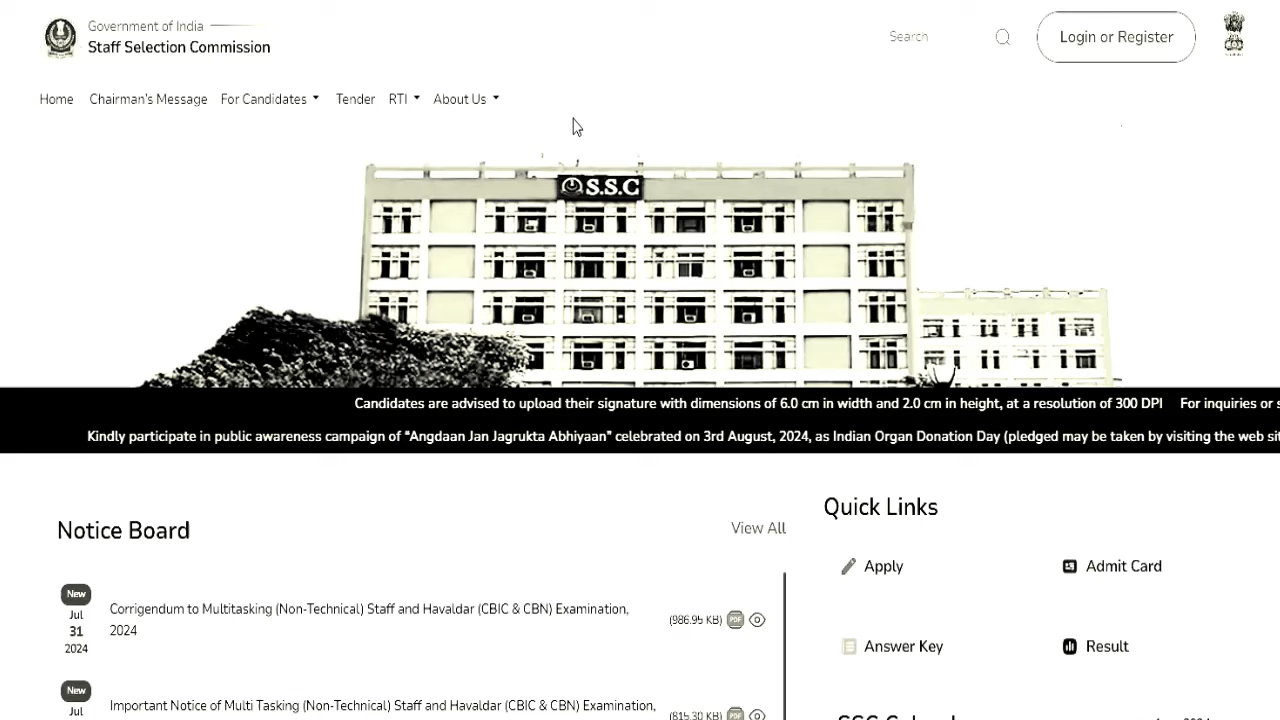 Government of India
Staff Selection Commission
Search
Login or Register
Home Chairman's Message For Candidates Tender RTI About Us
S.S.C
Candidates are advised to upload their signature with dimensions of 6.0 cm in width and 2.0 cm in height, at a resolution of 300 DPI For inquiries or
Kindly participate in public awareness campaign of "Angdaan Jan Jagrukta Abhiyaan" celebrated on 3rd August, 2024, as Indian Organ Donation Day (pledged may be taken by visiting the web
Notice Board
View All
New
Jul
31
2024
Corrigendum to Multitasking (Non-Technical) Staff and Havaldar (CBIC & CBN) Examination,
2024
(986.95 KB) PDF
New
Jul
Important Notice of Multi Tasking (Non-Technical) Staff and Havaldar (CBIC & CBN) Examination,
(815.30 KB) PDF
Quick Links
Apply
Admit Card
Answer Key
Result